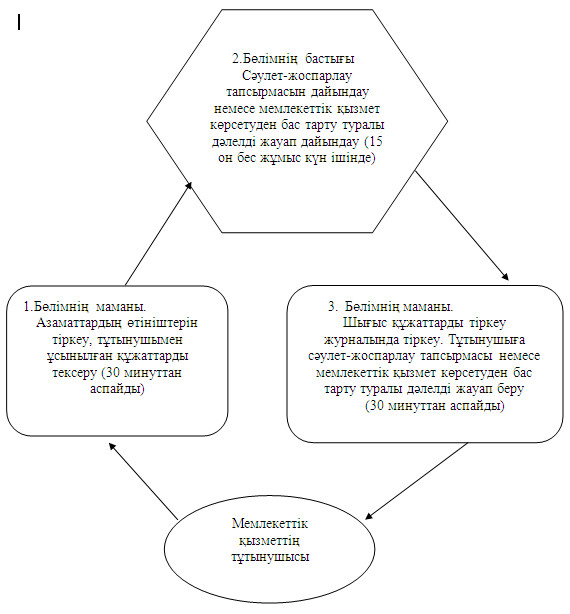 2.Бөлімнің бастығы
Сәулет-жоспарлау
тапсырмасын дайындау
немесе мемлекеттік қызмет
көрсетуден бас тарту туралы
дәлелді жауап дайындау (15
он бес жұмыс күн ішінде)
1.Бөлімнің маманы.
Азаматтардың өтініштерін
тіркеу, тұтынушымен
ұсынылған құжаттарды
тексеру (30 минуттан
аспайды)
3. Бөлімнің маманы.
Шығыс құжаттарды тіркеу
журналында тіркеу. Тұтынушыға
сәулет-жоспарлау тапсырмасы немесе
мемлекеттік қызмет көрсетуден бас
тарту туралы дәлелді жауап беру
(30 минуттан аспайды)
Мемлекеттік
қызметтің
тұтынушысы